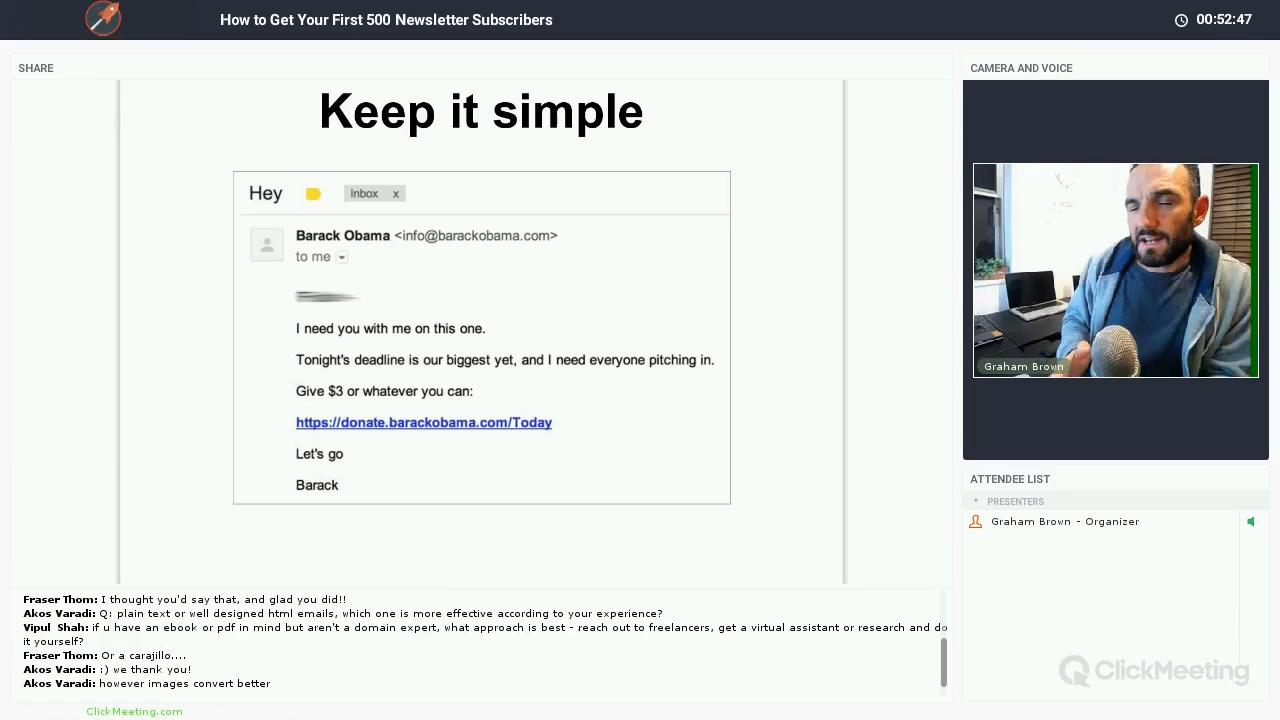 How to Get Your First 500 Newsletter Subscribers
00:52:47
SHARE
Keep it simple
Hey
Inbox x
Barack Obama <info@barackobama.com>
to me
I need you with me on this one.
Tonight's deadline is our biggest yet, and I need everyone pitching in.
Give $3 or whatever you can:
https://donate.barackobama.com/Today
Let's go
Barack
Fraser Thom: I thought you'd say that, and glad you did!!
Akos Varadi: Q: plain text or well designed html emails, which one is more effective according to your experience?
Vipul Shah: if u have an ebook or pdf in mind but aren't a domain expert, what approach is best - reach out to freelancers, get a virtual assistant or research and do
it yourself?
Fraser Thom: Or a carajillo....
Akos Varadi: :) we thank you!
Akos Varadi: however images convert better
ClickMeeting.com
CAMERA AND VOICE
Graham Brown
ATTENDEE LIST
PRESENTERS
Graham Brown - Organizer
ClickMeeting